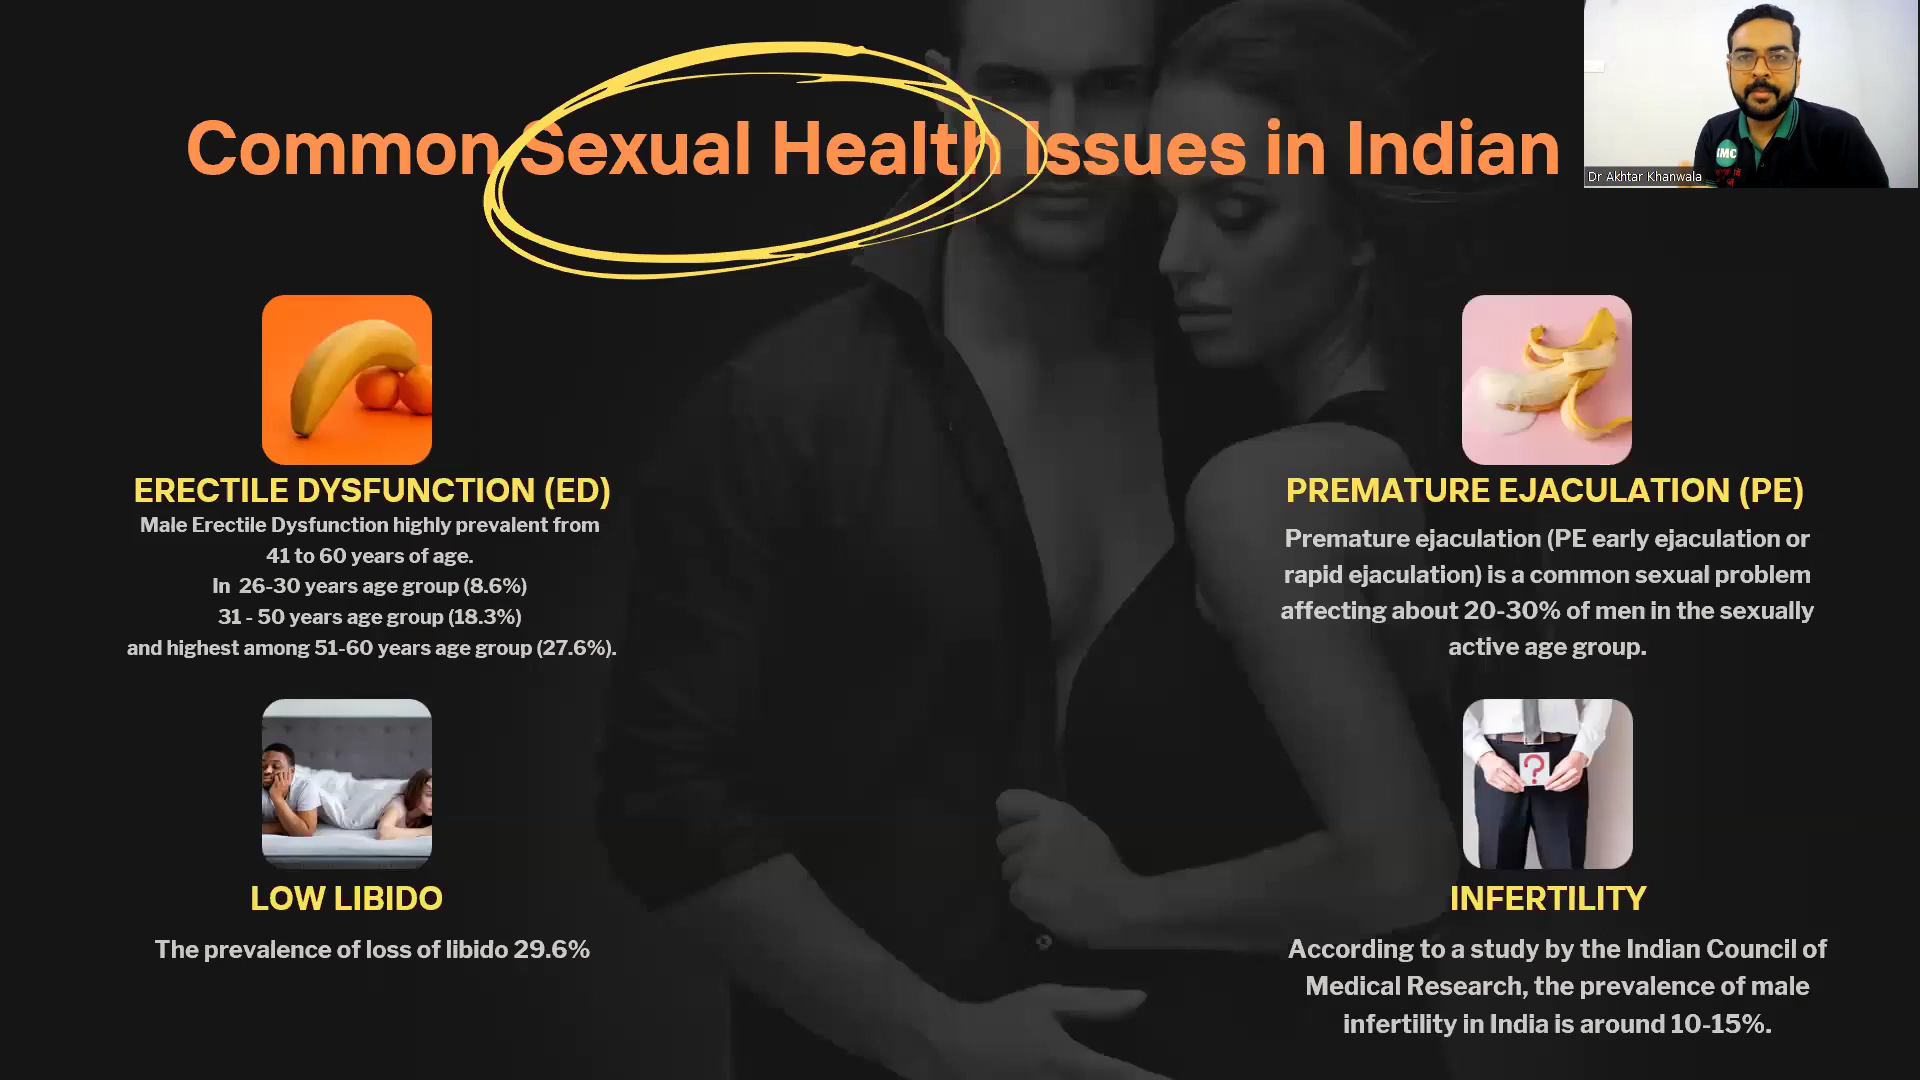 Common Sexual Health Issues in Indian
Dr Akhtar Khanwala
IMC
ERECTILE DYSFUNCTION (ED)
Male Erectile Dysfunction highly prevalent from
41 to 60 years of age.
In 26-30 years age group (8.6%)
31 - 50 years age group (18.3%)
and highest among 51-60 years age group (27.6%).
PREMATURE EJACULATION (PE)
Premature ejaculation (PE early ejaculation or
rapid ejaculation) is a common sexual problem
affecting about 20-30% of men in the sexually
active age group.
LOW LIBIDO
The prevalence of loss of libido 29.6%
?
INFERTILITY
According to a study by the Indian Council of
Medical Research, the prevalence of male
infertility in India is around 10-15%.